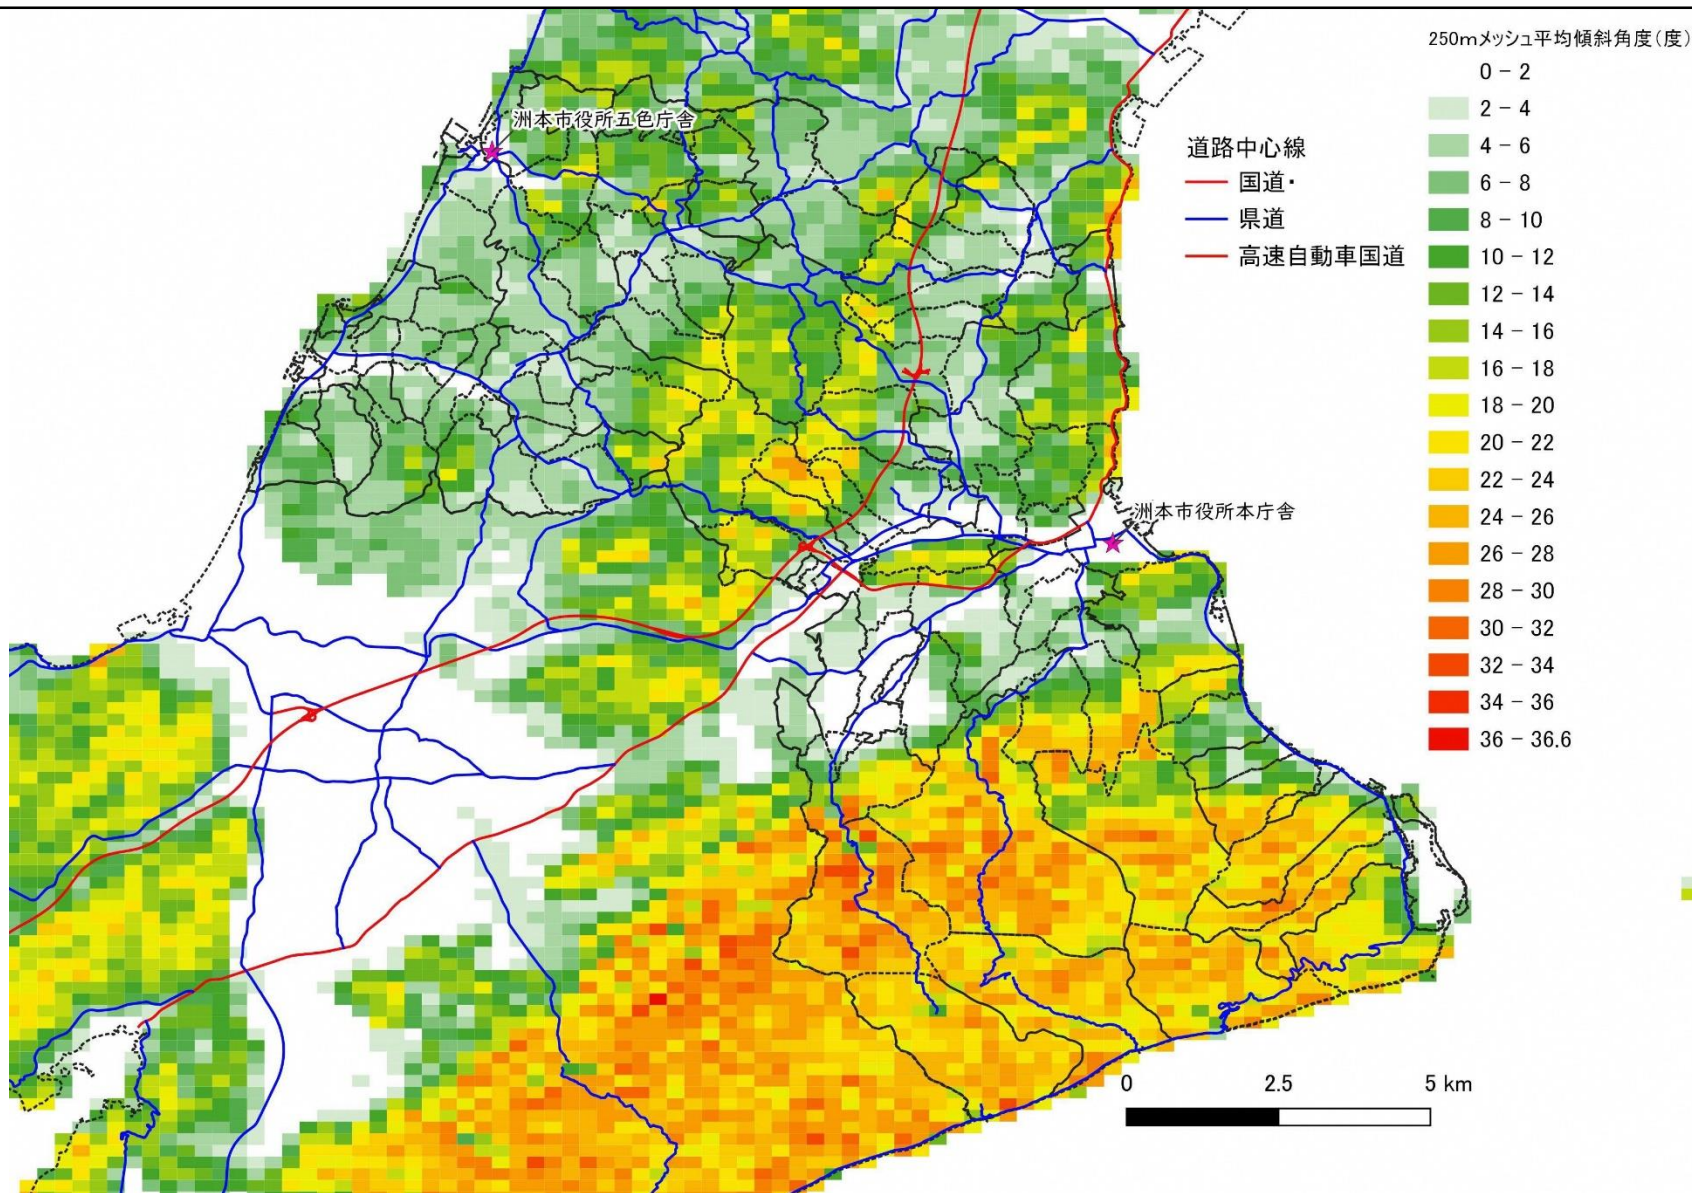 250mメッシュ平均傾斜角度(度)
0 - 2
2 - 4
4 - 6
6 - 8
8 - 10
10 - 12
12 - 14
14 - 16
16 - 18
18 - 20
20 - 22
22 - 24
24 - 26
26 - 28
28 - 30
30 - 32
32 - 34
34 - 36
36 - 36.6
道路中心線
国道・
県道
高速自動車国道
洲本市役所五色庁舎
洲本市役所本庁舎
0 2.5 5 km